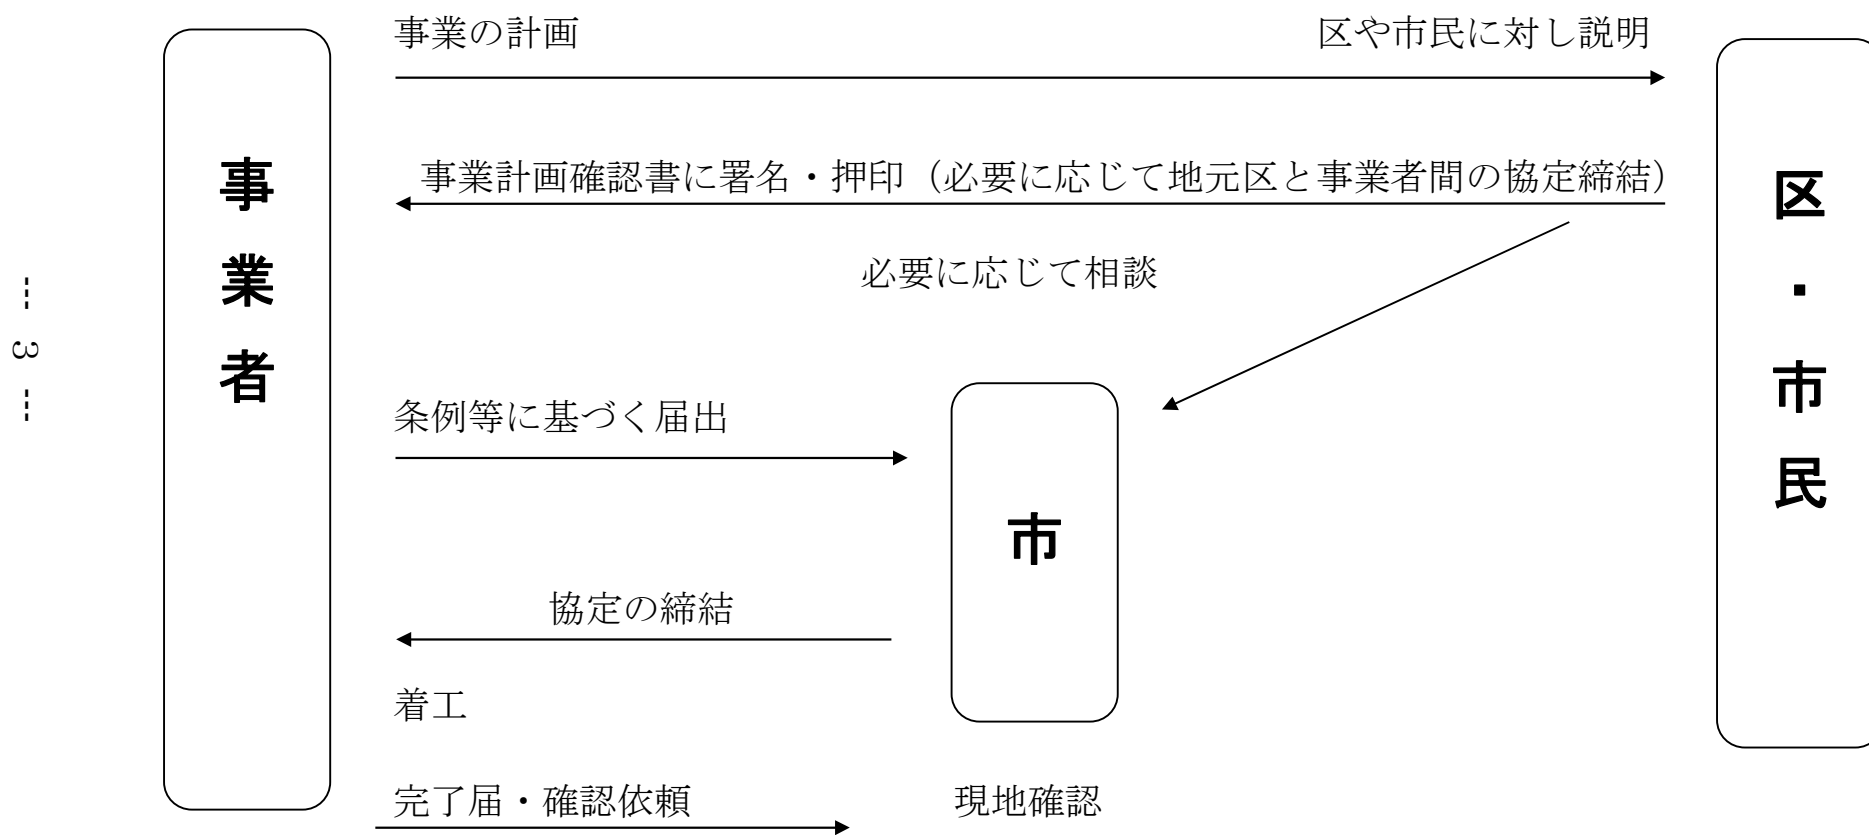 事業の計画
区や市民に対し説明
事業者
事業計画確認書に署名・押印（必要に応じて地元区と事業者間の協定締結）
区・市民
必要に応じて相談
条例等に基づく届出
市
協定の締結
着工
完了届・確認依頼
現地確認
-- 3 --